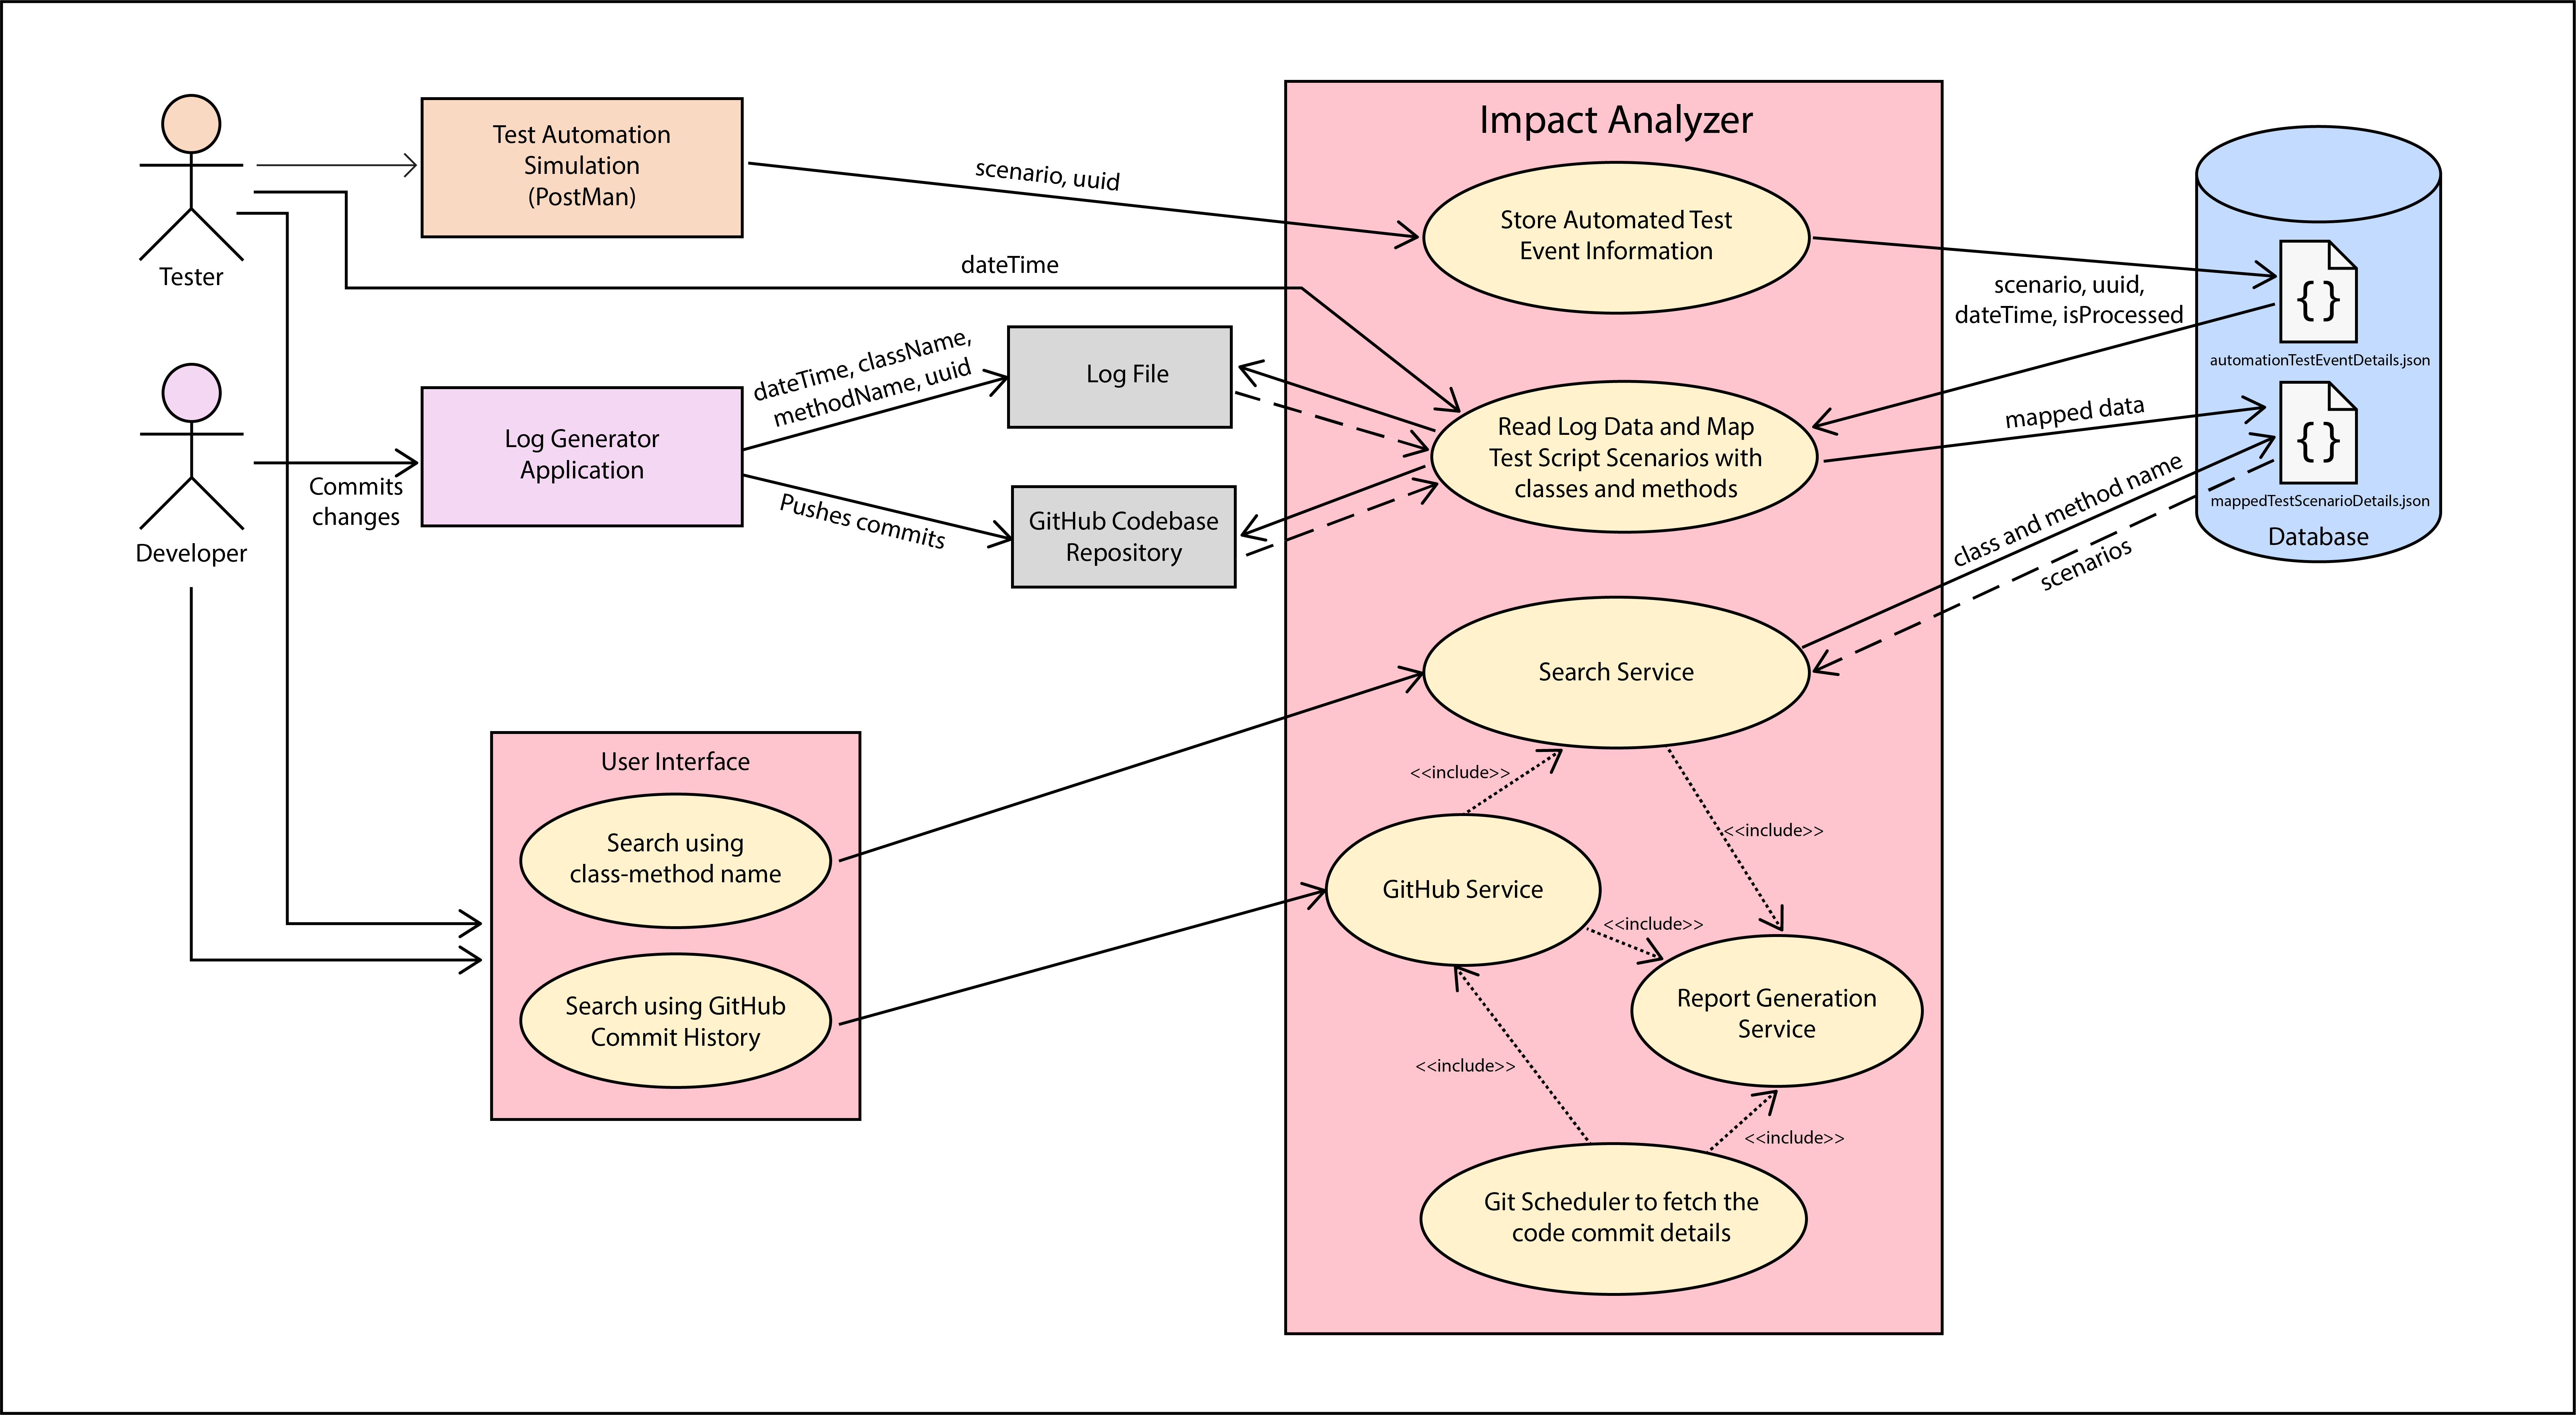 Impact Analyzer
Test Automation
Simulation
(PostMan)
Tester
scenario, uuid
Store Automated Test
Event Information
dateTime
scenario, uuid,
dateTime, isProcessed
{ }
automationTestEventDetails.json
Developer
Commits
changes
Log Generator
Application
dateTime, className,
methodName, uuid
Pushes commits
Log File
GitHub Codebase
Repository
Read Log Data and Map
Test Script Scenarios with
classes and methods
mapped data
{ }
mappedTestScenarioDetails.json
Database
class and method name
scenarios
Search Service
User Interface
Search using
class-method name
Search using GitHub
Commit History
<<include>>
<<include>>
GitHub Service
<<include>>
Report Generation
Service
<<include>>
<<include>>
Git Scheduler to fetch the
code commit details